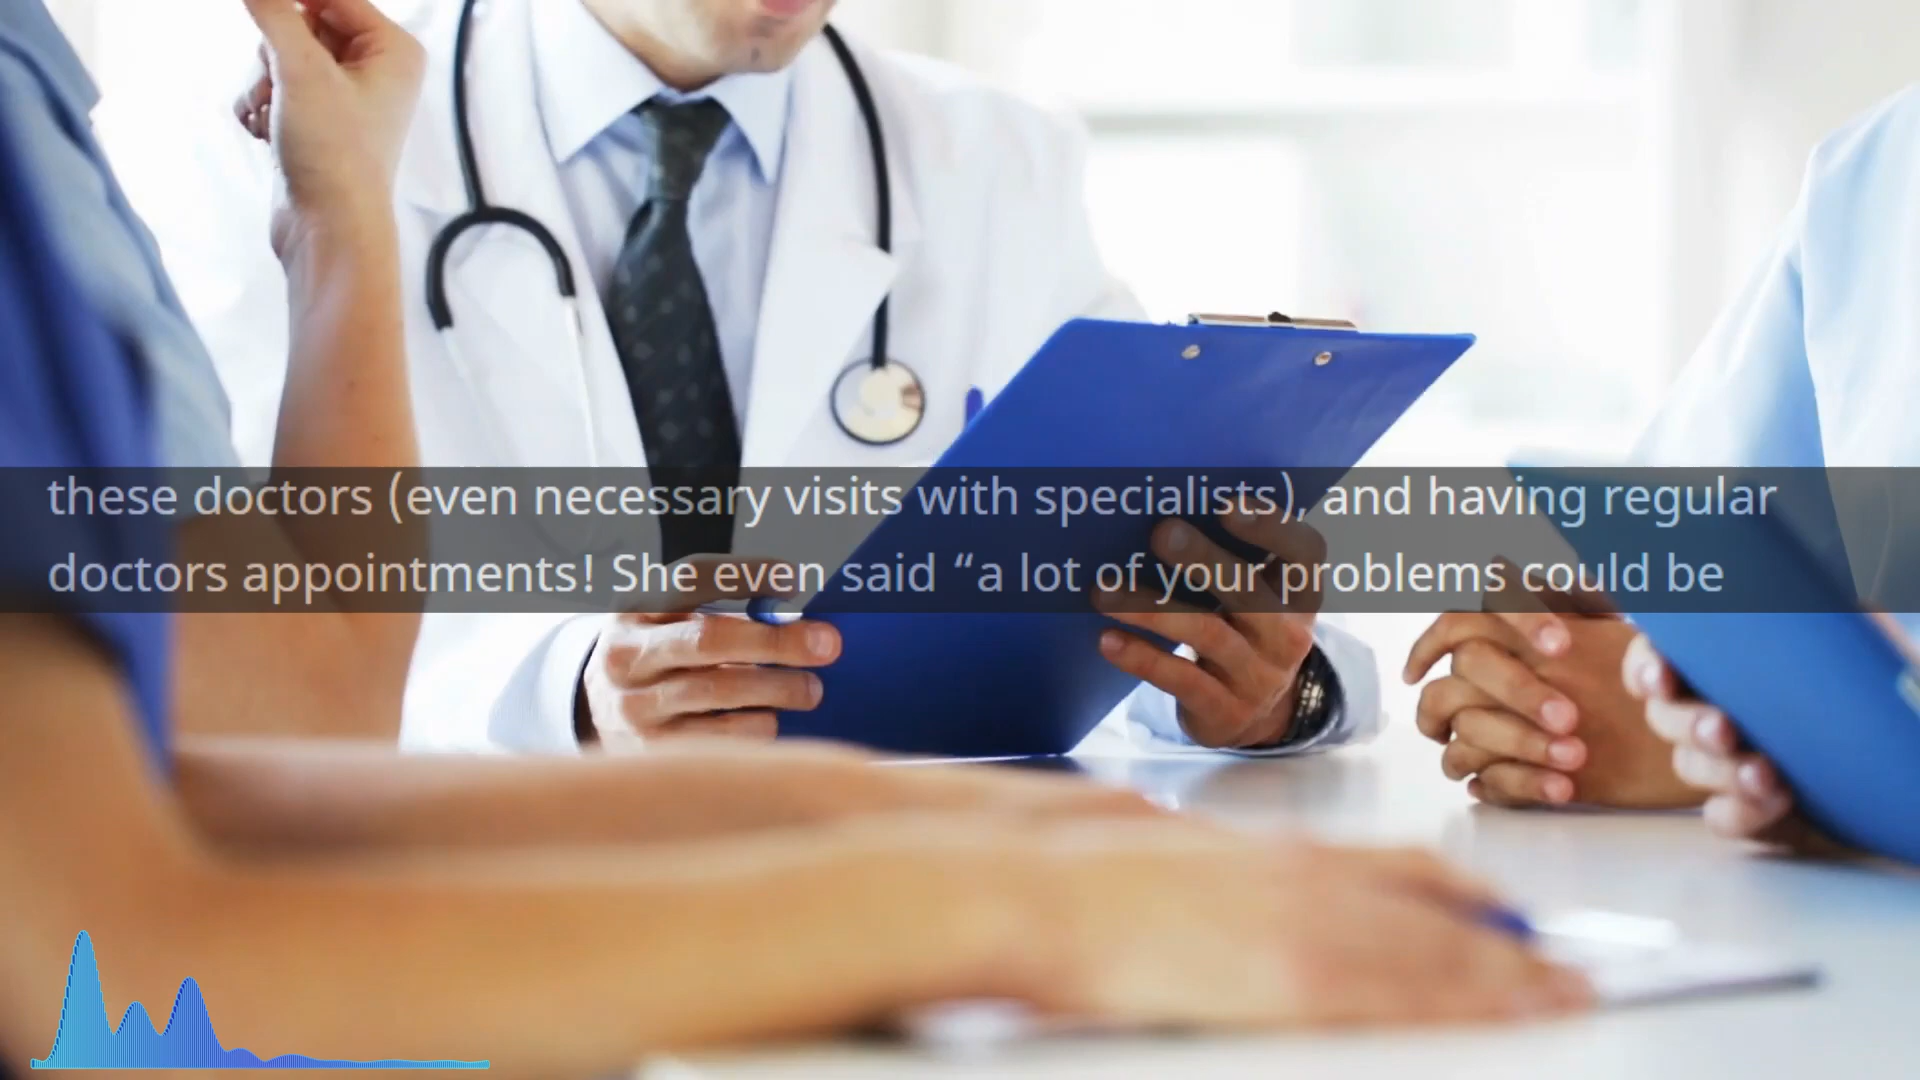 these doctors (even necessary visits with specialists), and having regular
doctors appointments! She even said “a lot of your problems could be